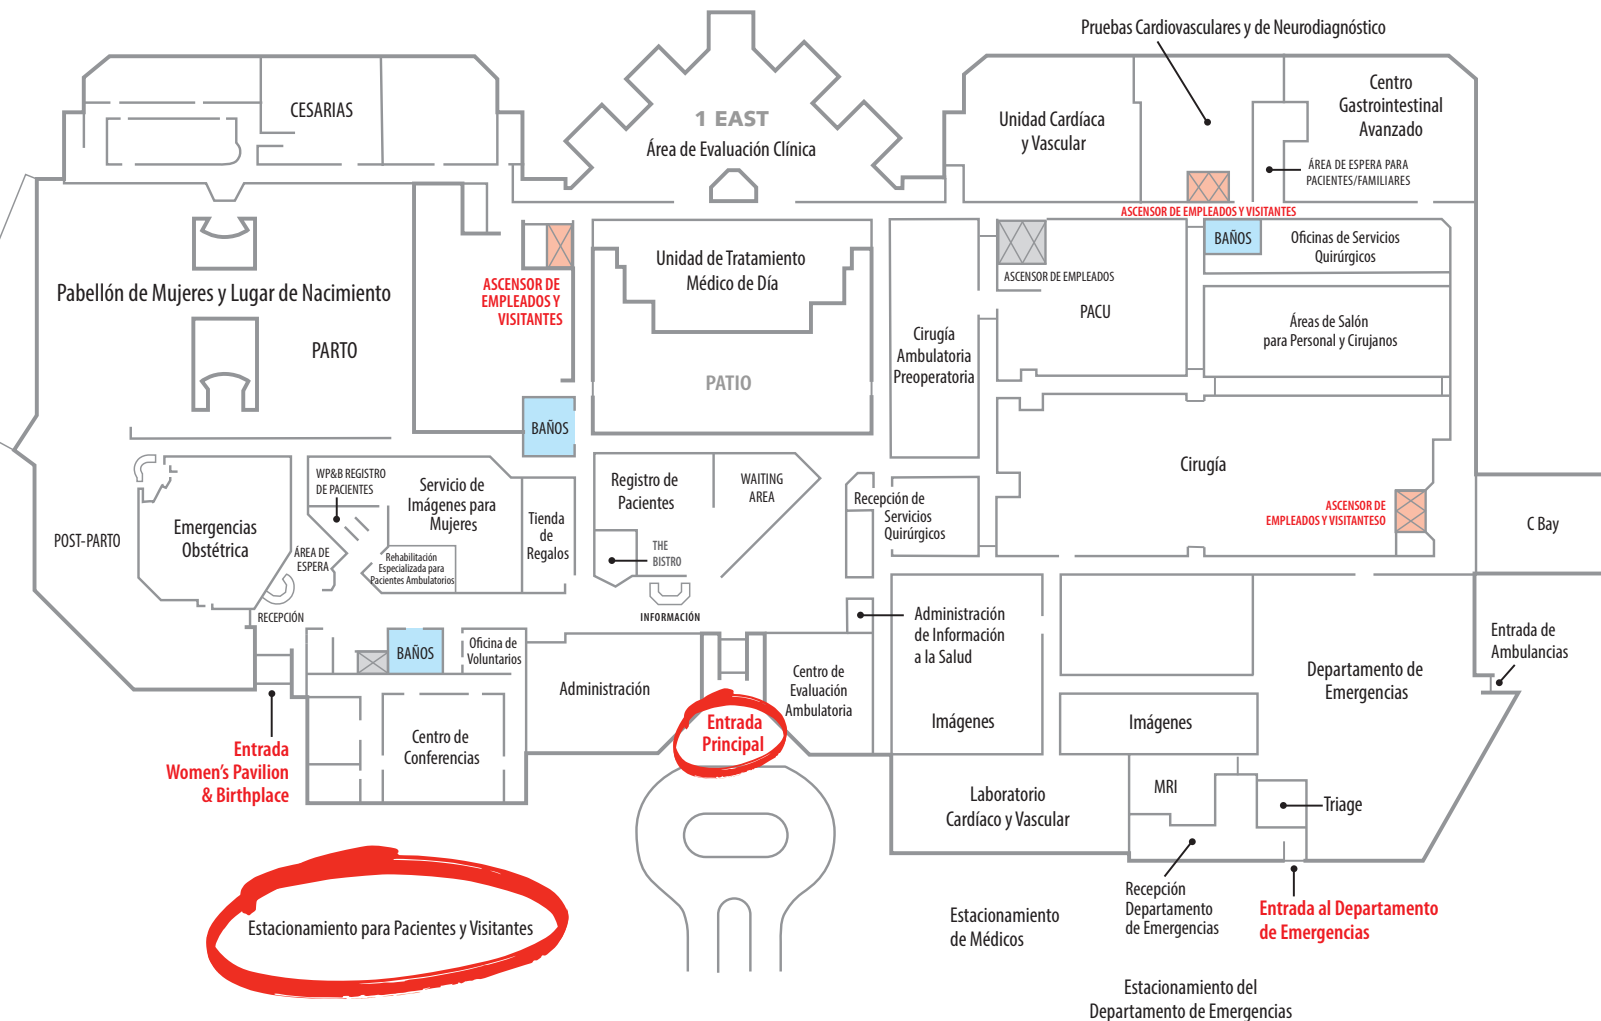 Pruebas Cardiovasculares y de Neurodiagnóstico
CESARIAS
1 EAST
Área de Evaluación Clínica
Unidad Cardíaca
y Vascular
Centro
Gastrointestinal
Avanzado
ÁREA DE ESPERA PARA
PACIENTES/FAMILIARES
ASCENSOR DE EMPLEADOS Y VISITANTES
BAÑOS
Oficinas de Servicios
Quirúrgicos
Pabellón de Mujeres y Lugar de Nacimiento
PARTO
ASCENSOR DE
EMPLEADOS Y
VISITANTES
Unidad de Tratamiento
Médico de Día
PATIO
ASCENSOR DE EMPLEADOS
PACU
Cirugía
Ambulatoria
Preoperatoria
Áreas de Salón
para Personal y Cirujanos
BAÑOS
WP&B REGISTRO
DE PACIENTES
Servicio de
Imágenes para
Mujeres
Tienda
de
Regalos
Registro de
Pacientes
WAITING
AREA
THE
BISTRO
Recepción de
Servicios
Quirúrgicos
Cirugía
ASCENSOR DE
EMPLEADOS Y VISITANTESO
C Bay
POST-PARTO
Emergencias
Obstétrica
ÁREA DE
ESPERA
Rehabilitación
Especializada para
Pacientes Ambulatorios
RECEPCIÓN
INFORMACIÓN
BAÑOS
Oficina de
Voluntarios
Administración
Centro de
Evaluación
Ambulatoria
Administración
de Información
a la Salud
Imágenes
Imágenes
Departamento de
Emergencias
Entrada de
Ambulancias
Entrada
Women's Pavilion
& Birthplace
Centro de
Conferencias
Entrada
Principal
Laboratorio
Cardíaco y Vascular
MRI
Triage
Recepción
Departamento
de Emergencias
Entrada al Departamento
de Emergencias
Estacionamiento para Pacientes y Visitantes
Estacionamiento
de Médicos
Estacionamiento del
Departamento de Emergencias